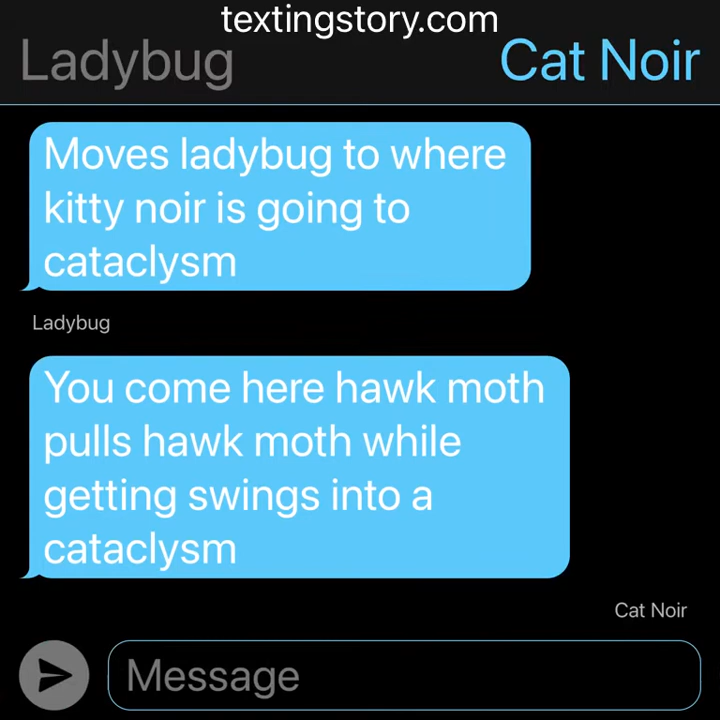 textingstory.com
Ladybug
Cat Noir
Moves ladybug to where
kitty noir is going to
cataclysm
Ladybug
You come here hawk moth
pulls hawk moth while
getting swings into a
cataclysm
Cat Noir
Message